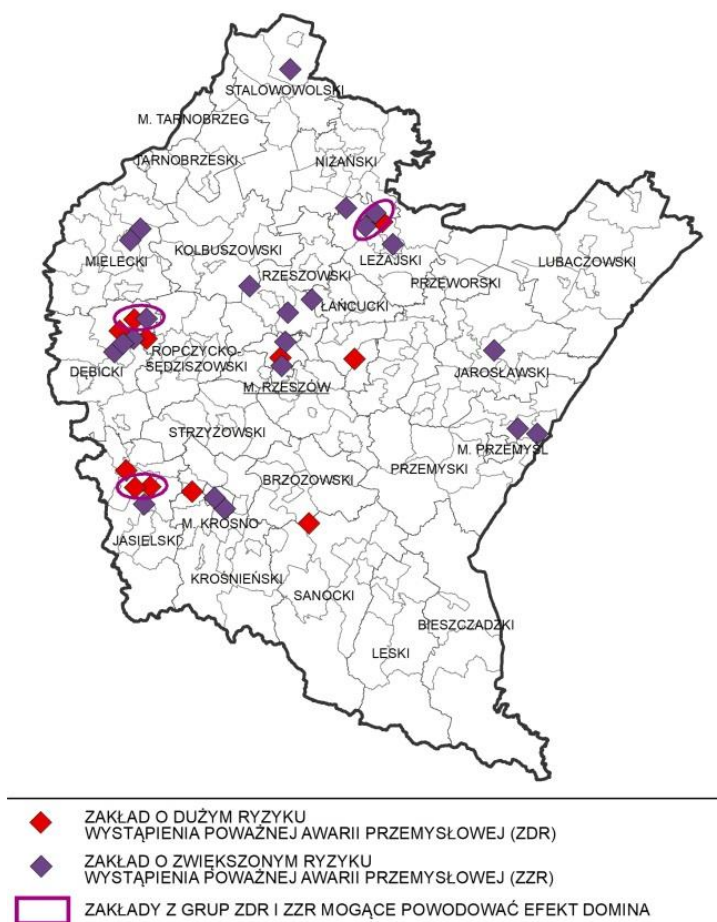 STALOWOWOLSKI
M. TARNOBRZEG
TARNOBRZESKI
NIŻAŃSKI
KOLBUSZOWSKI
MIELECKI
LEŻAJSKI
LUBACZOWSKI
RZESZOWSKI
PRZEWORSKI
ŁAŃCUCKI
ROPCZYCKO-
SĘDZISZOWSKI
DĘBICKI
JAROSŁAWSKI
M. RZESZÓW
STRZYŻOWSKI
M. PRZEMYŚL
PRZEMYSKI
BRZOZOWSKI
M. KROSNO
JASIELSKI
KROŚNIEŃSKI
SANOCKI
BIESZCZADZKI
LESKI
ZAKŁAD O DUŻYM RYZYKU
WYSTĄPIENIA POWAŻNEJ AWARII PRZEMYSŁOWEJ (ZDR)
ZAKŁAD O ZWIĘKSZONYM RYZYKU
WYSTĄPIENIA POWAŻNEJ AWARII PRZEMYSŁOWEJ (ZZR)
ZAKŁADY Z GRUP ZDR I ZZR MOGĄCE POWODOWAĆ EFEKT DOMINA